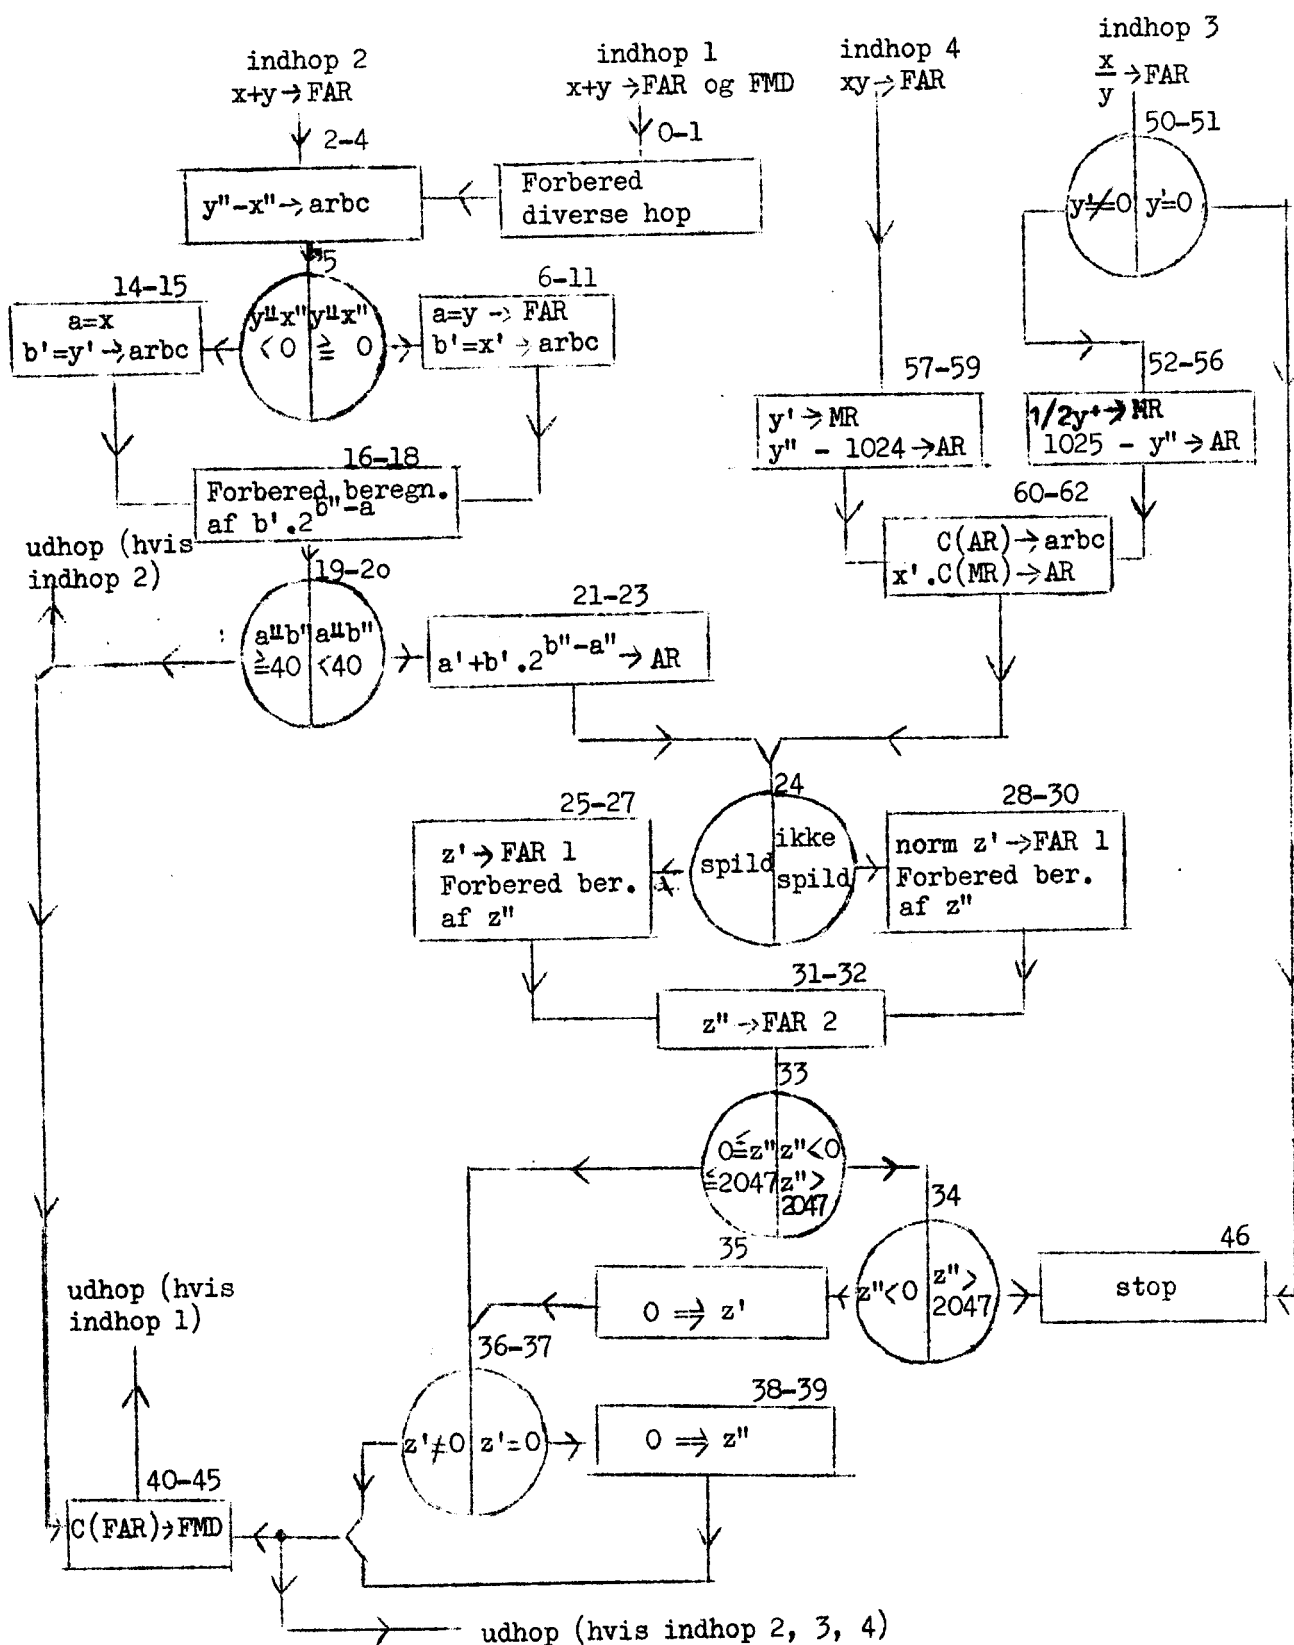 indhop 2
x+y→FAR
indhop 1
x+y →FAR og FMD
indhop 4
xy→FAR
indhop 3
x
y →FAR
50-51
2-4
0-1
y"-x"→arbc
Forbered
diverse hop
y'≠0 y'=0
5
14-15
6-11
a=x
b'=y'→arbc
y"-x" y"-x"
<0 ≧ 0
a=y → FAR
b'=x'→ arbc
57-59
52-56
y'→MR
y" - 1024→AR
1/2y'→MR
1025 - y"→AR
16-18
Forbered beregn.
af b'.2^b"-a
60-62
C(AR)→arbc
x'.C(MR)→AR
udhop (hvis
indhop 2)
19-20
21-23
a"-b" a"-b"
≧40 <40
a'+b'.2^b"-a"→ AR
24
25-27
28-30
z'→ FAR 1
Forbered ber.
af z"
spild
ikke
spild
norm z'→FAR 1
Forbered ber.
af z"
31-32
z"→FAR 2
33
0≦z" z"<0
≦2047 z">
2047
34
35
46
0 ⇒ z'
z"<0 z">
2047
stop
udhop (hvis
indhop 1)
36-37
38-39
z'≠0 z'=0
0 ⇒ z"
40-45
C(FAR)→FMD
udhop (hvis indhop 2, 3, 4)